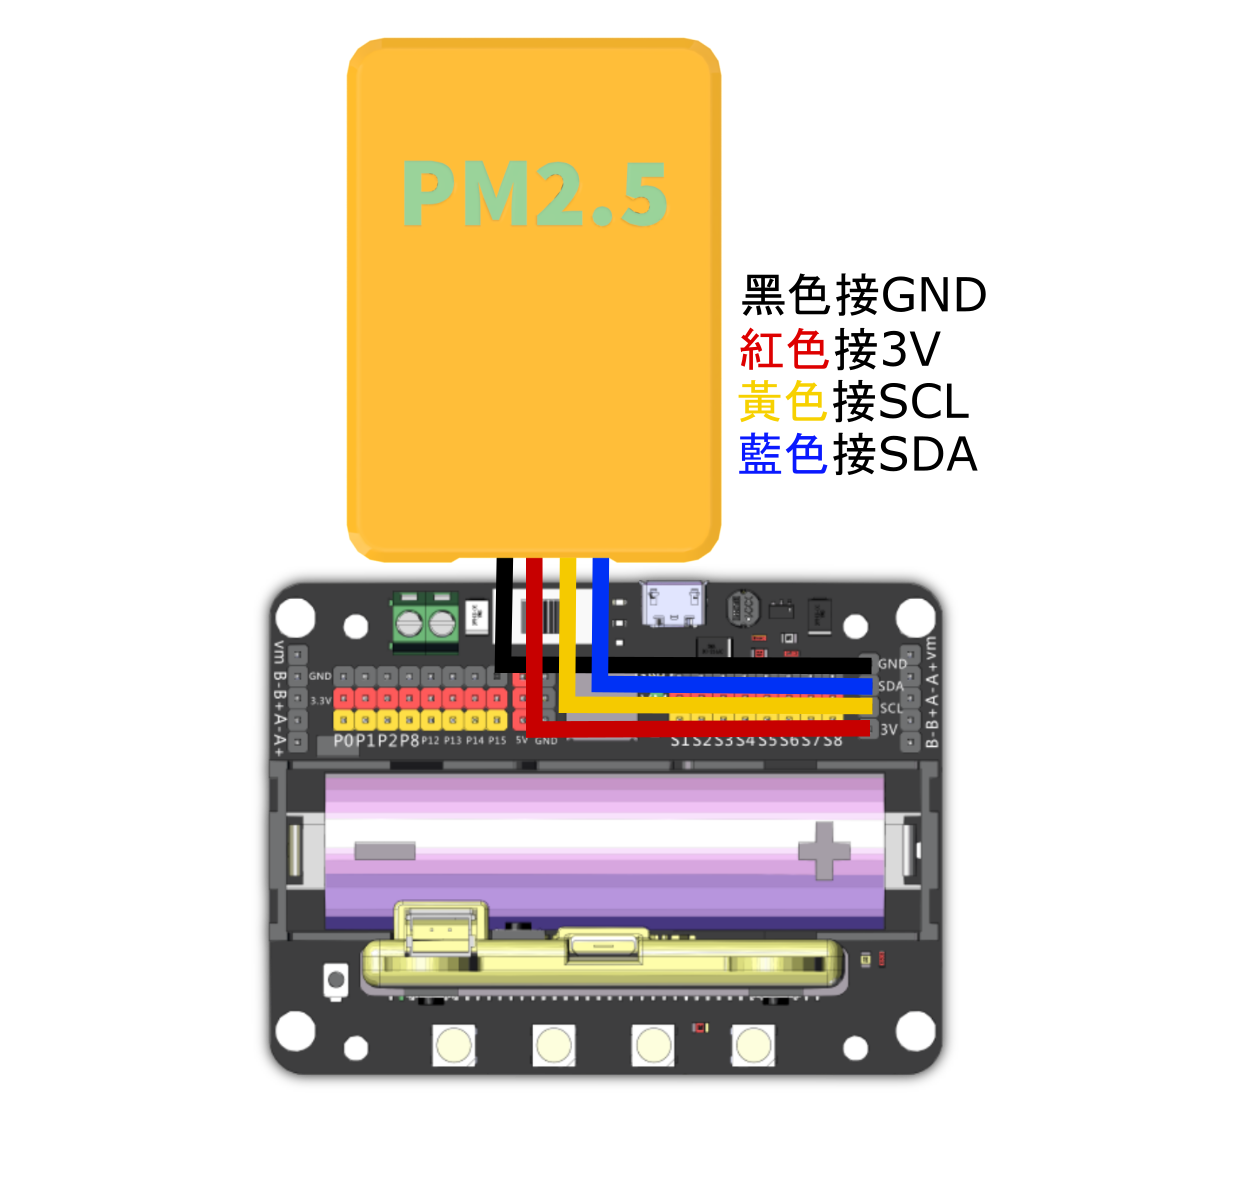 PM2.5
黑色接GND
紅色接3V
黃色接SCL
藍色接SDA
GND
SDA
SCL
3V
vm B-B+A-A+
B-B+A-A+vm
GND
3.3V
P0 P1 P2 P8 P12 P13 P14 P15 5V GND
S1 S2 S3 S4 S5 S6 S7 S8